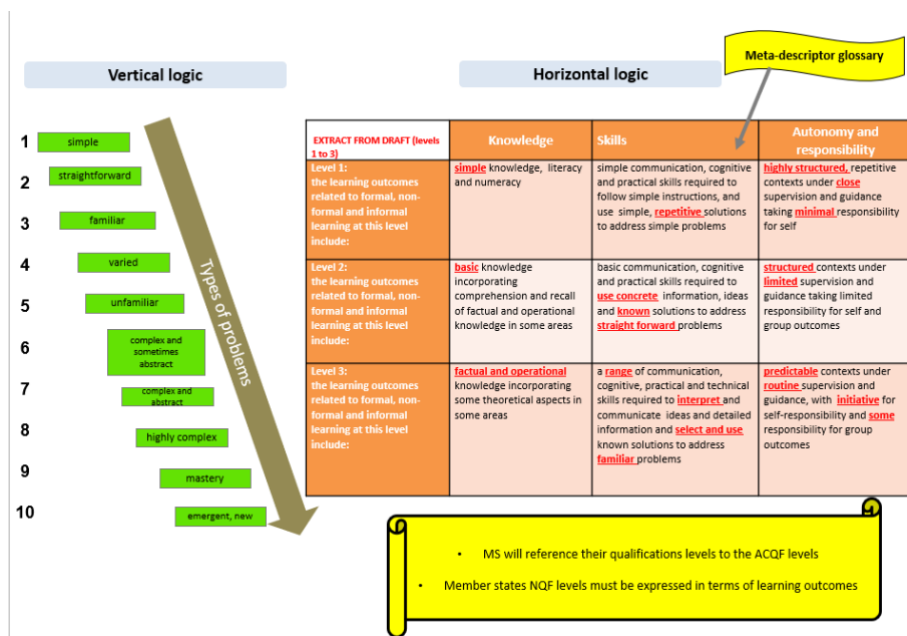 Meta-descriptor glossary
Vertical logic
Horizontal logic
1
simple
2
straightforward
3
familiar
4
varied
5
unfamiliar
6
complex and
sometimes
abstract
7
complex and
abstract
8
highly complex
9
mastery
10
emergent, new
Types of problems
EXTRACT FROM DRAFT (levels
1 to 3)
Knowledge
Skills
Autonomy and
responsibility
Level 1:
the learning outcomes
related to formal, non-
formal and informal
learning at this level
include:
simple knowledge, literacy
and numeracy
simple communication, cognitive
and practical skills required to
follow simple instructions, and
use simple, repetitive solutions
to address simple problems
highly structured, repetitive
contexts under close
supervision and guidance
taking minimal responsibility
for self
Level 2:
the learning outcomes
related to formal, non-
formal and informal
learning at this level
include:
basic knowledge
incorporating
comprehension and recall
of factual and operational
knowledge in some areas
basic communication, cognitive
and practical skills required to
use concrete information, ideas
and known solutions to address
straight forward problems
structured contexts under
limited supervision and
guidance taking limited
responsibility for self and
group outcomes
Level 3:
the learning outcomes
related to formal, non-
formal and informal
learning at this level
include:
factual and operational
knowledge incorporating
some theoretical aspects in
some areas
a range of communication,
cognitive, practical and technical
skills required to interpret and
communicate ideas and detailed
information and select and use
known solutions to address
familiar problems
predictable contexts under
routine supervision and
guidance, with initiative for
self-responsibility and some
responsibility for group
outcomes
• MS will reference their qualifications levels to the ACQF levels
• Member states NQF levels must be expressed in terms of learning outcomes